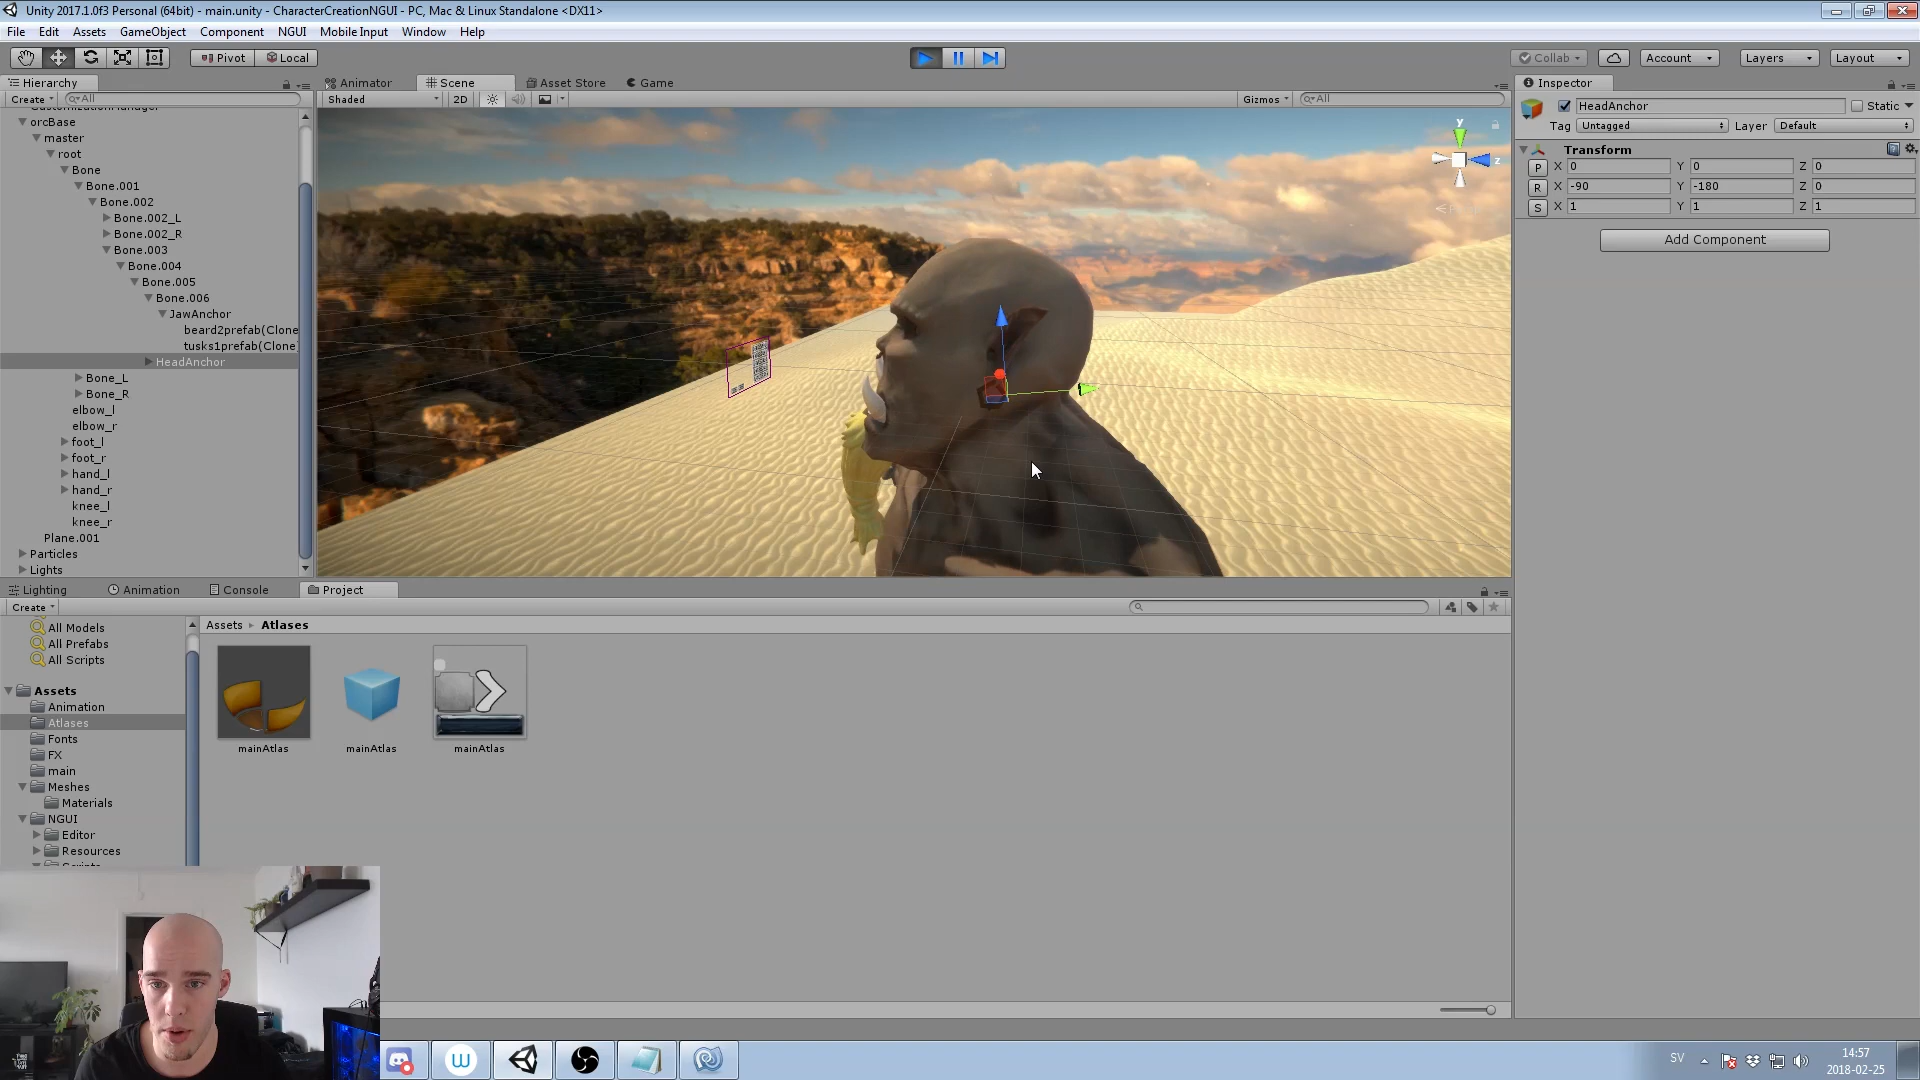 Unity 2017.1.0f3 Personal (64bit) - main.unity - CharacterCreationNGUI - PC, Mac & Linux Standalone <DX11>
File Edit Assets GameObject Component NGUI Mobile Input Window Help
Pivot Local Collab Account Layers Layout
Hierarchy
Create All
orcBase
master
root
Bone
Bone.001
Bone.002
Bone.002_L
Bone.002_R
Bone.003
Bone.004
Bone.005
Bone.006
JawAnchor
beard2prefab(Clone
tusks1prefab(Clone
HeadAnchor
Bone_L
Bone_R
elbow_l
elbow_r
foot_l
foot_r
hand_l
hand_r
knee_l
knee_r
Plane.001
Particles
Lights
Animator Scene Asset Store Game
Shaded 2D Gizmos All
y
z
Inspector
HeadAnchor Static
Tag Untagged Layer Default
Transform
P X 0 Y 0 Z 0
R X -90 Y -180 Z 0
S X 1 Y 1 Z 1
Add Component
Lighting Animation Console Project
Create
All Models
All Prefabs
All Scripts
Assets
Animation
Atlases
Fonts
FX
main
Meshes
Materials
NGUI
Editor
Resources
Assets Atlases
mainAtlas mainAtlas mainAtlas
SV
14:57
2018-02-25